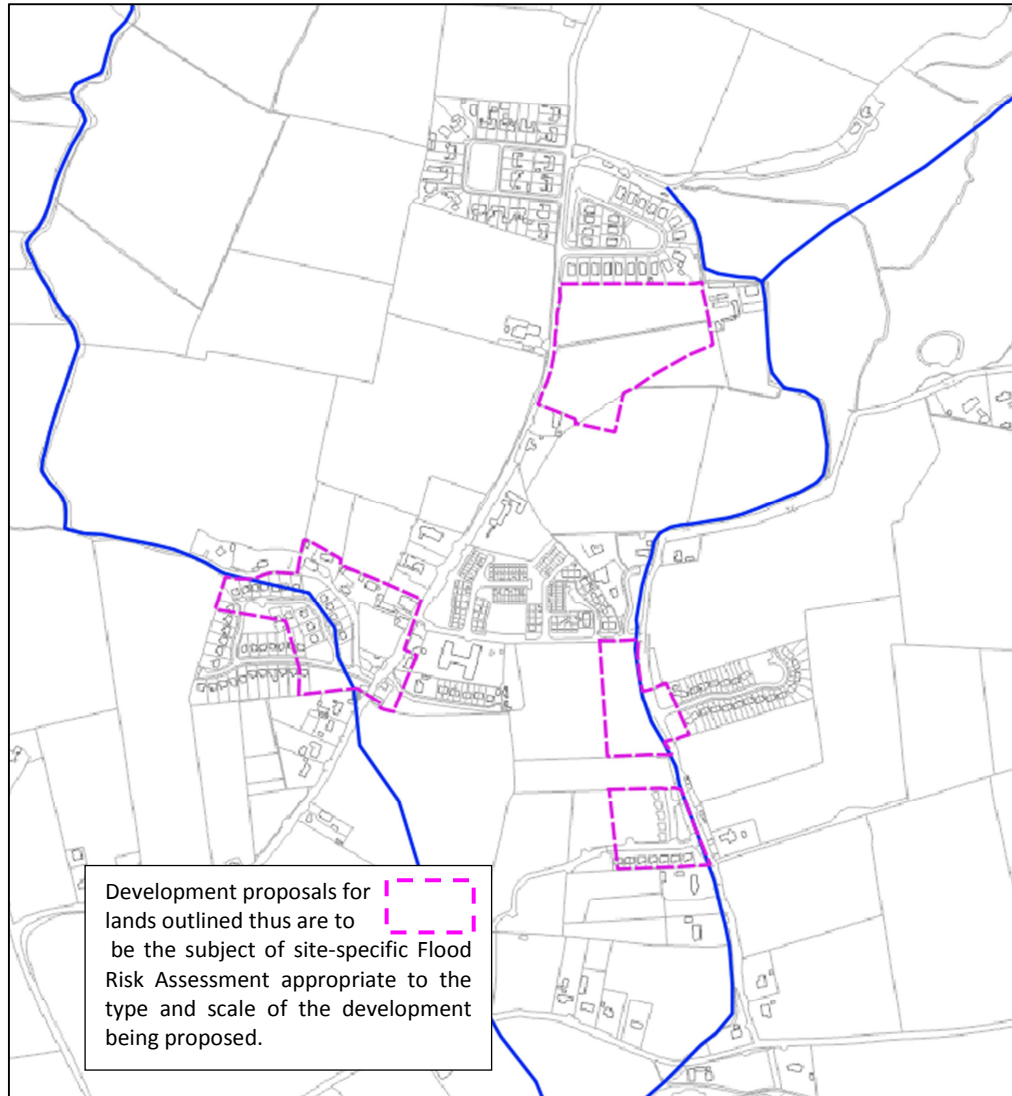 Development proposals for
lands outlined thus are to
be the subject of site-specific Flood
Risk Assessment appropriate to the
type and scale of the development
being proposed.